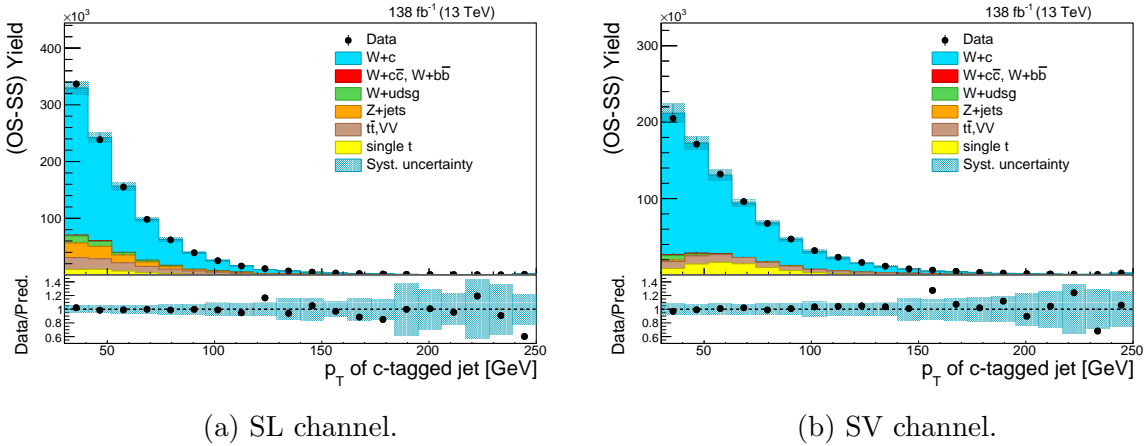 ×10³ 138 fb⁻¹ (13 TeV)
(OS-SS) Yield
400
300
200
100
Data
W+c
W+cc̅, W+bb̅
W+udsg
Z+jets
tt̅,VV
single t
Syst. uncertainty
Data/Pred.
1.4
1.2
1
0.8
0.6
50 100 150 200 250
p_T of c-tagged jet [GeV]
(a) SL channel.
×10³ 138 fb⁻¹ (13 TeV)
(OS-SS) Yield
300
200
100
Data
W+c
W+cc̅, W+bb̅
W+udsg
Z+jets
tt̅,VV
single t
Syst. uncertainty
Data/Pred.
1.4
1.2
1
0.8
0.6
50 100 150 200 250
p_T of c-tagged jet [GeV]
(b) SV channel.